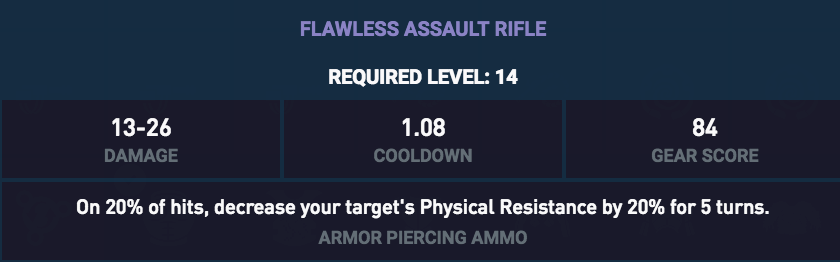 FLAWLESS ASSAULT RIFLE
REQUIRED LEVEL: 14
13-26 1.08 84
DAMAGE COOLDOWN GEAR SCORE
On 20% of hits, decrease your target's Physical Resistance by 20% for 5 turns.
ARMOR PIERCING AMMO